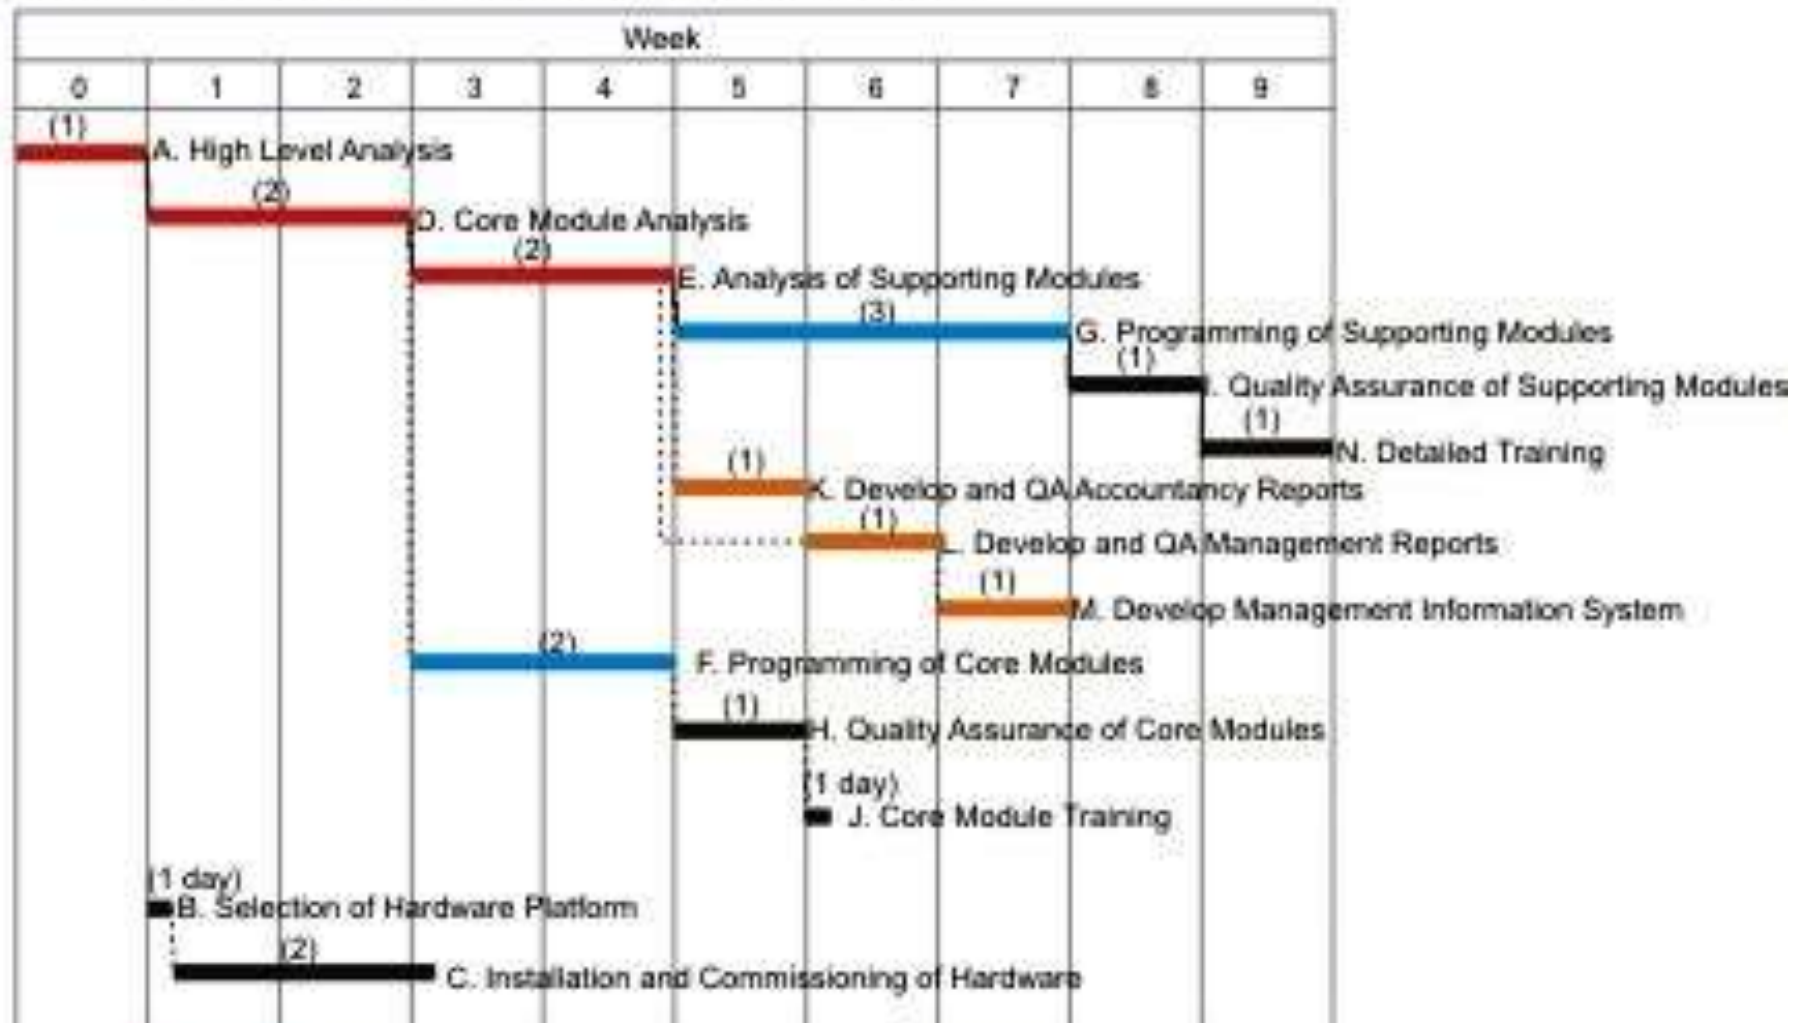 Week
0 1 2 3 4 5 6 7 8 9
(1)
A. High Level Analysis
(2)
D. Core Module Analysis
(2)
E. Analysis of Supporting Modules
(3)
G. Programming of Supporting Modules
(1)
I. Quality Assurance of Supporting Modules
(1)
N. Detailed Training
(1)
K. Develop and QA Accountancy Reports
(1)
L. Develop and QA Management Reports
(1)
M. Develop Management Information System
(2)
F. Programming of Core Modules
(1)
H. Quality Assurance of Core Modules
(1 day)
J. Core Module Training
(1 day)
B. Selection of Hardware Platform
(2)
C. Installation and Commissioning of Hardware